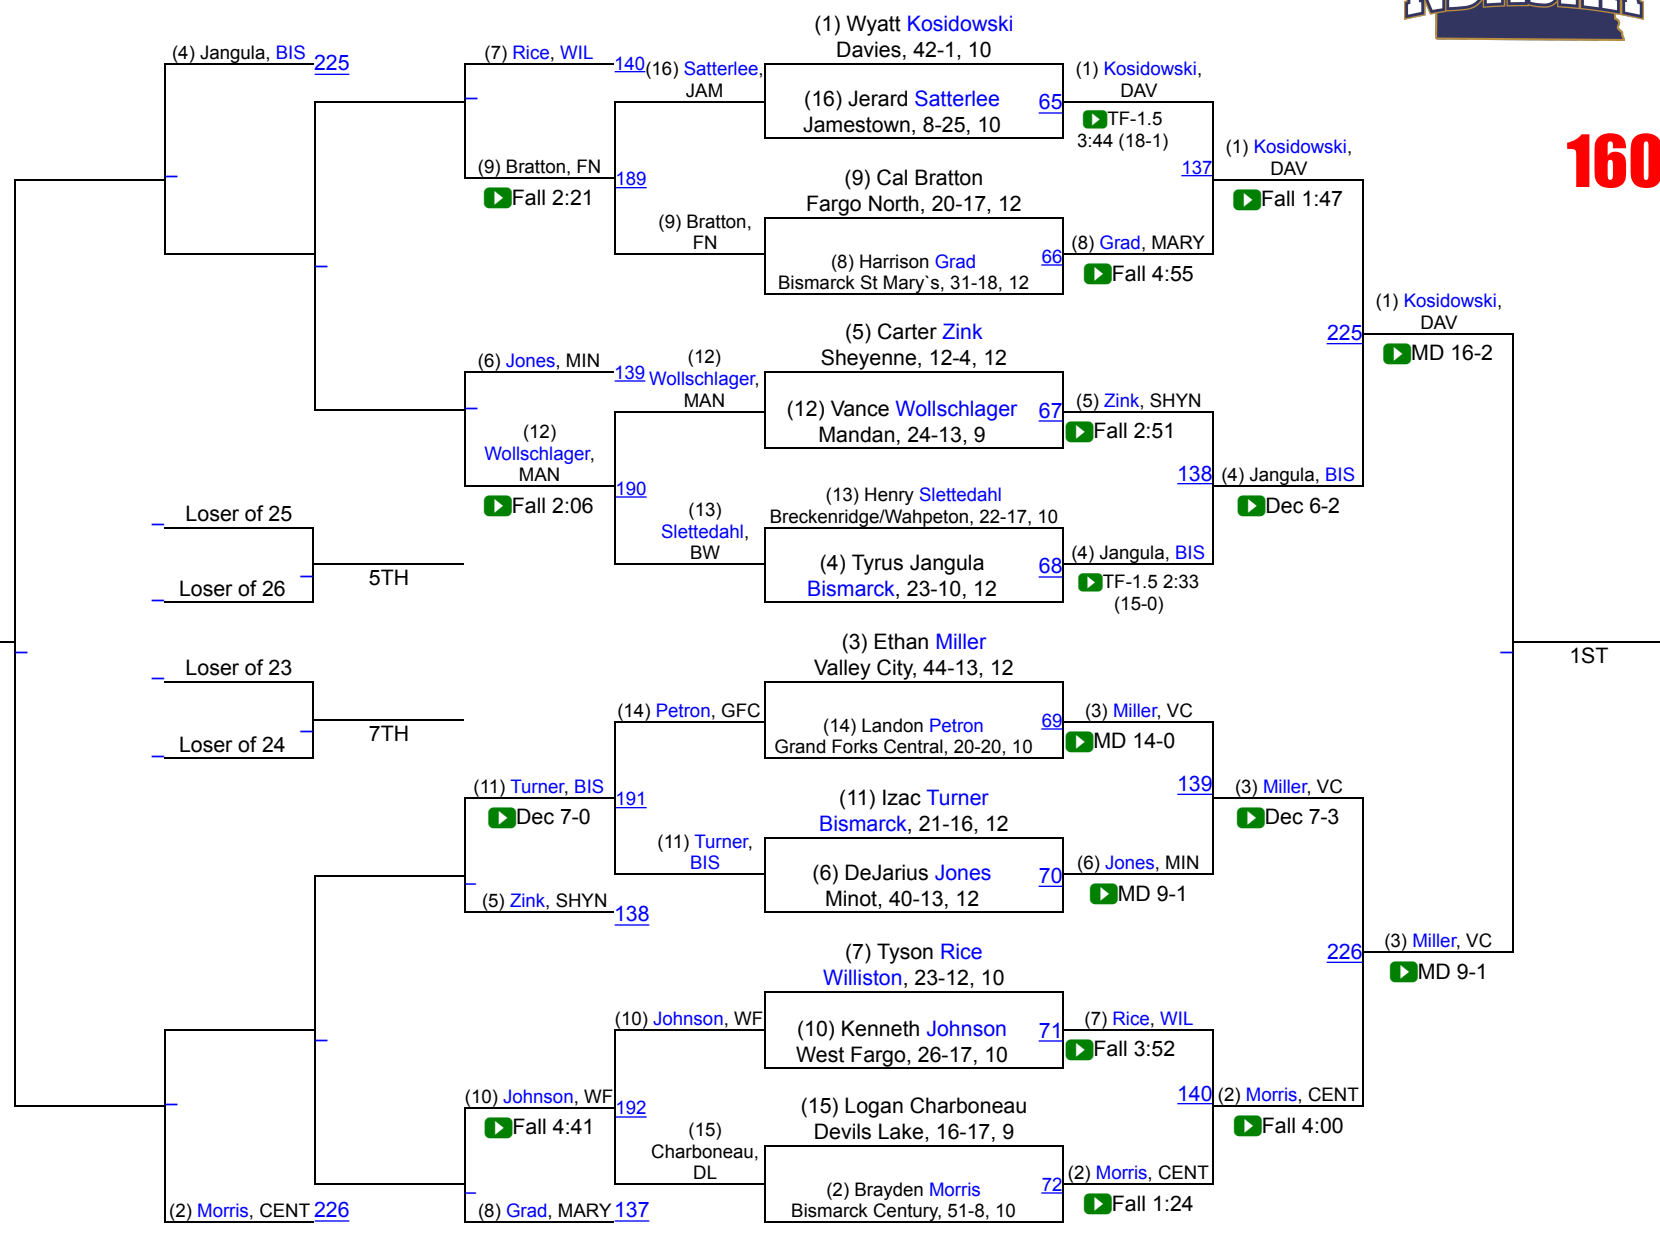 NDHSAA
160
(4) Jangula, BIS
225
(7) Rice, WIL
140
(9) Bratton, FN
Fall 2:21
189
(6) Jones, MIN
139
(12)
Wollschlager,
MAN
Fall 2:06
190
Loser of 25
Loser of 26
5TH
Loser of 23
Loser of 24
7TH
(11) Turner, BIS
Dec 7-0
191
(5) Zink, SHYN
138
(10) Johnson, WF
Fall 4:41
192
(2) Morris, CENT
226
(8) Grad, MARY
137
(16) Satterlee,
JAM
(9) Bratton,
FN
(12)
Wollschlager,
MAN
(13)
Slettedahl,
BW
(14) Petron, GFC
(11) Turner,
BIS
(10) Johnson, WF
(15)
Charboneau,
DL
(1) Wyatt Kosidowski
Davies, 42-1, 10
(16) Jerard Satterlee
Jamestown, 8-25, 10
65
(9) Cal Bratton
Fargo North, 20-17, 12
(8) Harrison Grad
Bismarck St Mary`s, 31-18, 12
66
(5) Carter Zink
Sheyenne, 12-4, 12
(12) Vance Wollschlager
Mandan, 24-13, 9
67
(13) Henry Slettedahl
Breckenridge/Wahpeton, 22-17, 10
(4) Tyrus Jangula
Bismarck, 23-10, 12
68
(3) Ethan Miller
Valley City, 44-13, 12
(14) Landon Petron
Grand Forks Central, 20-20, 10
69
(11) Izac Turner
Bismarck, 21-16, 12
(6) DeJarius Jones
Minot, 40-13, 12
70
(7) Tyson Rice
Williston, 23-12, 10
(10) Kenneth Johnson
West Fargo, 26-17, 10
71
(15) Logan Charboneau
Devils Lake, 16-17, 9
(2) Brayden Morris
Bismarck Century, 51-8, 10
72
(1) Kosidowski,
DAV
TF-1.5
3:44 (18-1)
(8) Grad, MARY
Fall 4:55
137
(5) Zink, SHYN
Fall 2:51
(4) Jangula, BIS
TF-1.5 2:33
(15-0)
138
(3) Miller, VC
MD 14-0
(6) Jones, MIN
MD 9-1
139
(7) Rice, WIL
Fall 3:52
(2) Morris, CENT
Fall 1:24
140
(1) Kosidowski,
DAV
Fall 1:47
(4) Jangula, BIS
Dec 6-2
225
(3) Miller, VC
Dec 7-3
(2) Morris, CENT
Fall 4:00
226
(1) Kosidowski,
DAV
MD 16-2
(3) Miller, VC
MD 9-1
1ST